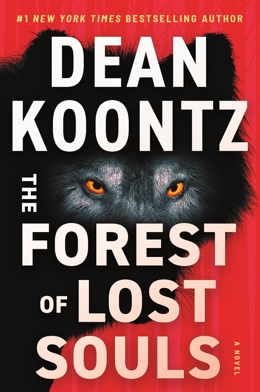 #1 NEW YORK TIMES BESTSELLING AUTHOR
DEAN
KOONTZ
THE
FOREST
OF LOST
SOULS
A NOVEL